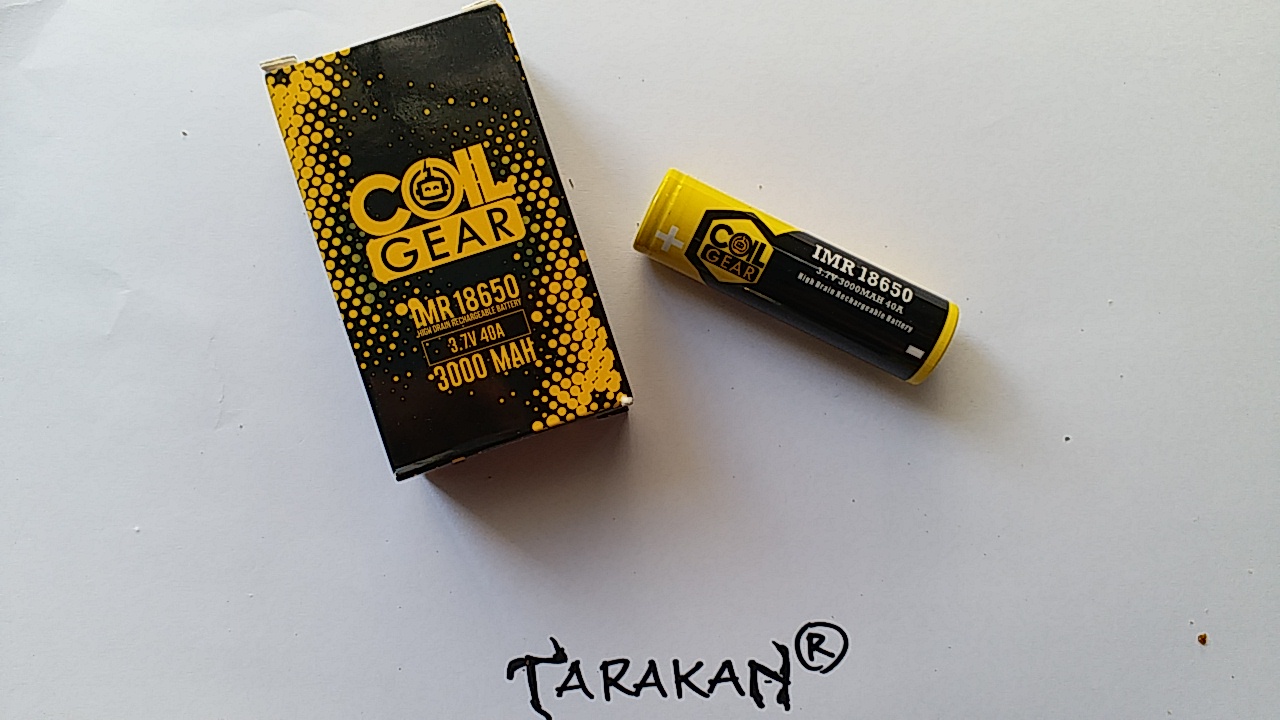 COIL
GEAR
IMR 18650
HIGH DRAIN RECHARGEABLE BATTERY
3.7V 40A
3000 MAH
+
COIL
GEAR
IMR 18650
3.7V 3000MAH 40A
High Drain Rechargeable Battery
-
TARAKAN®